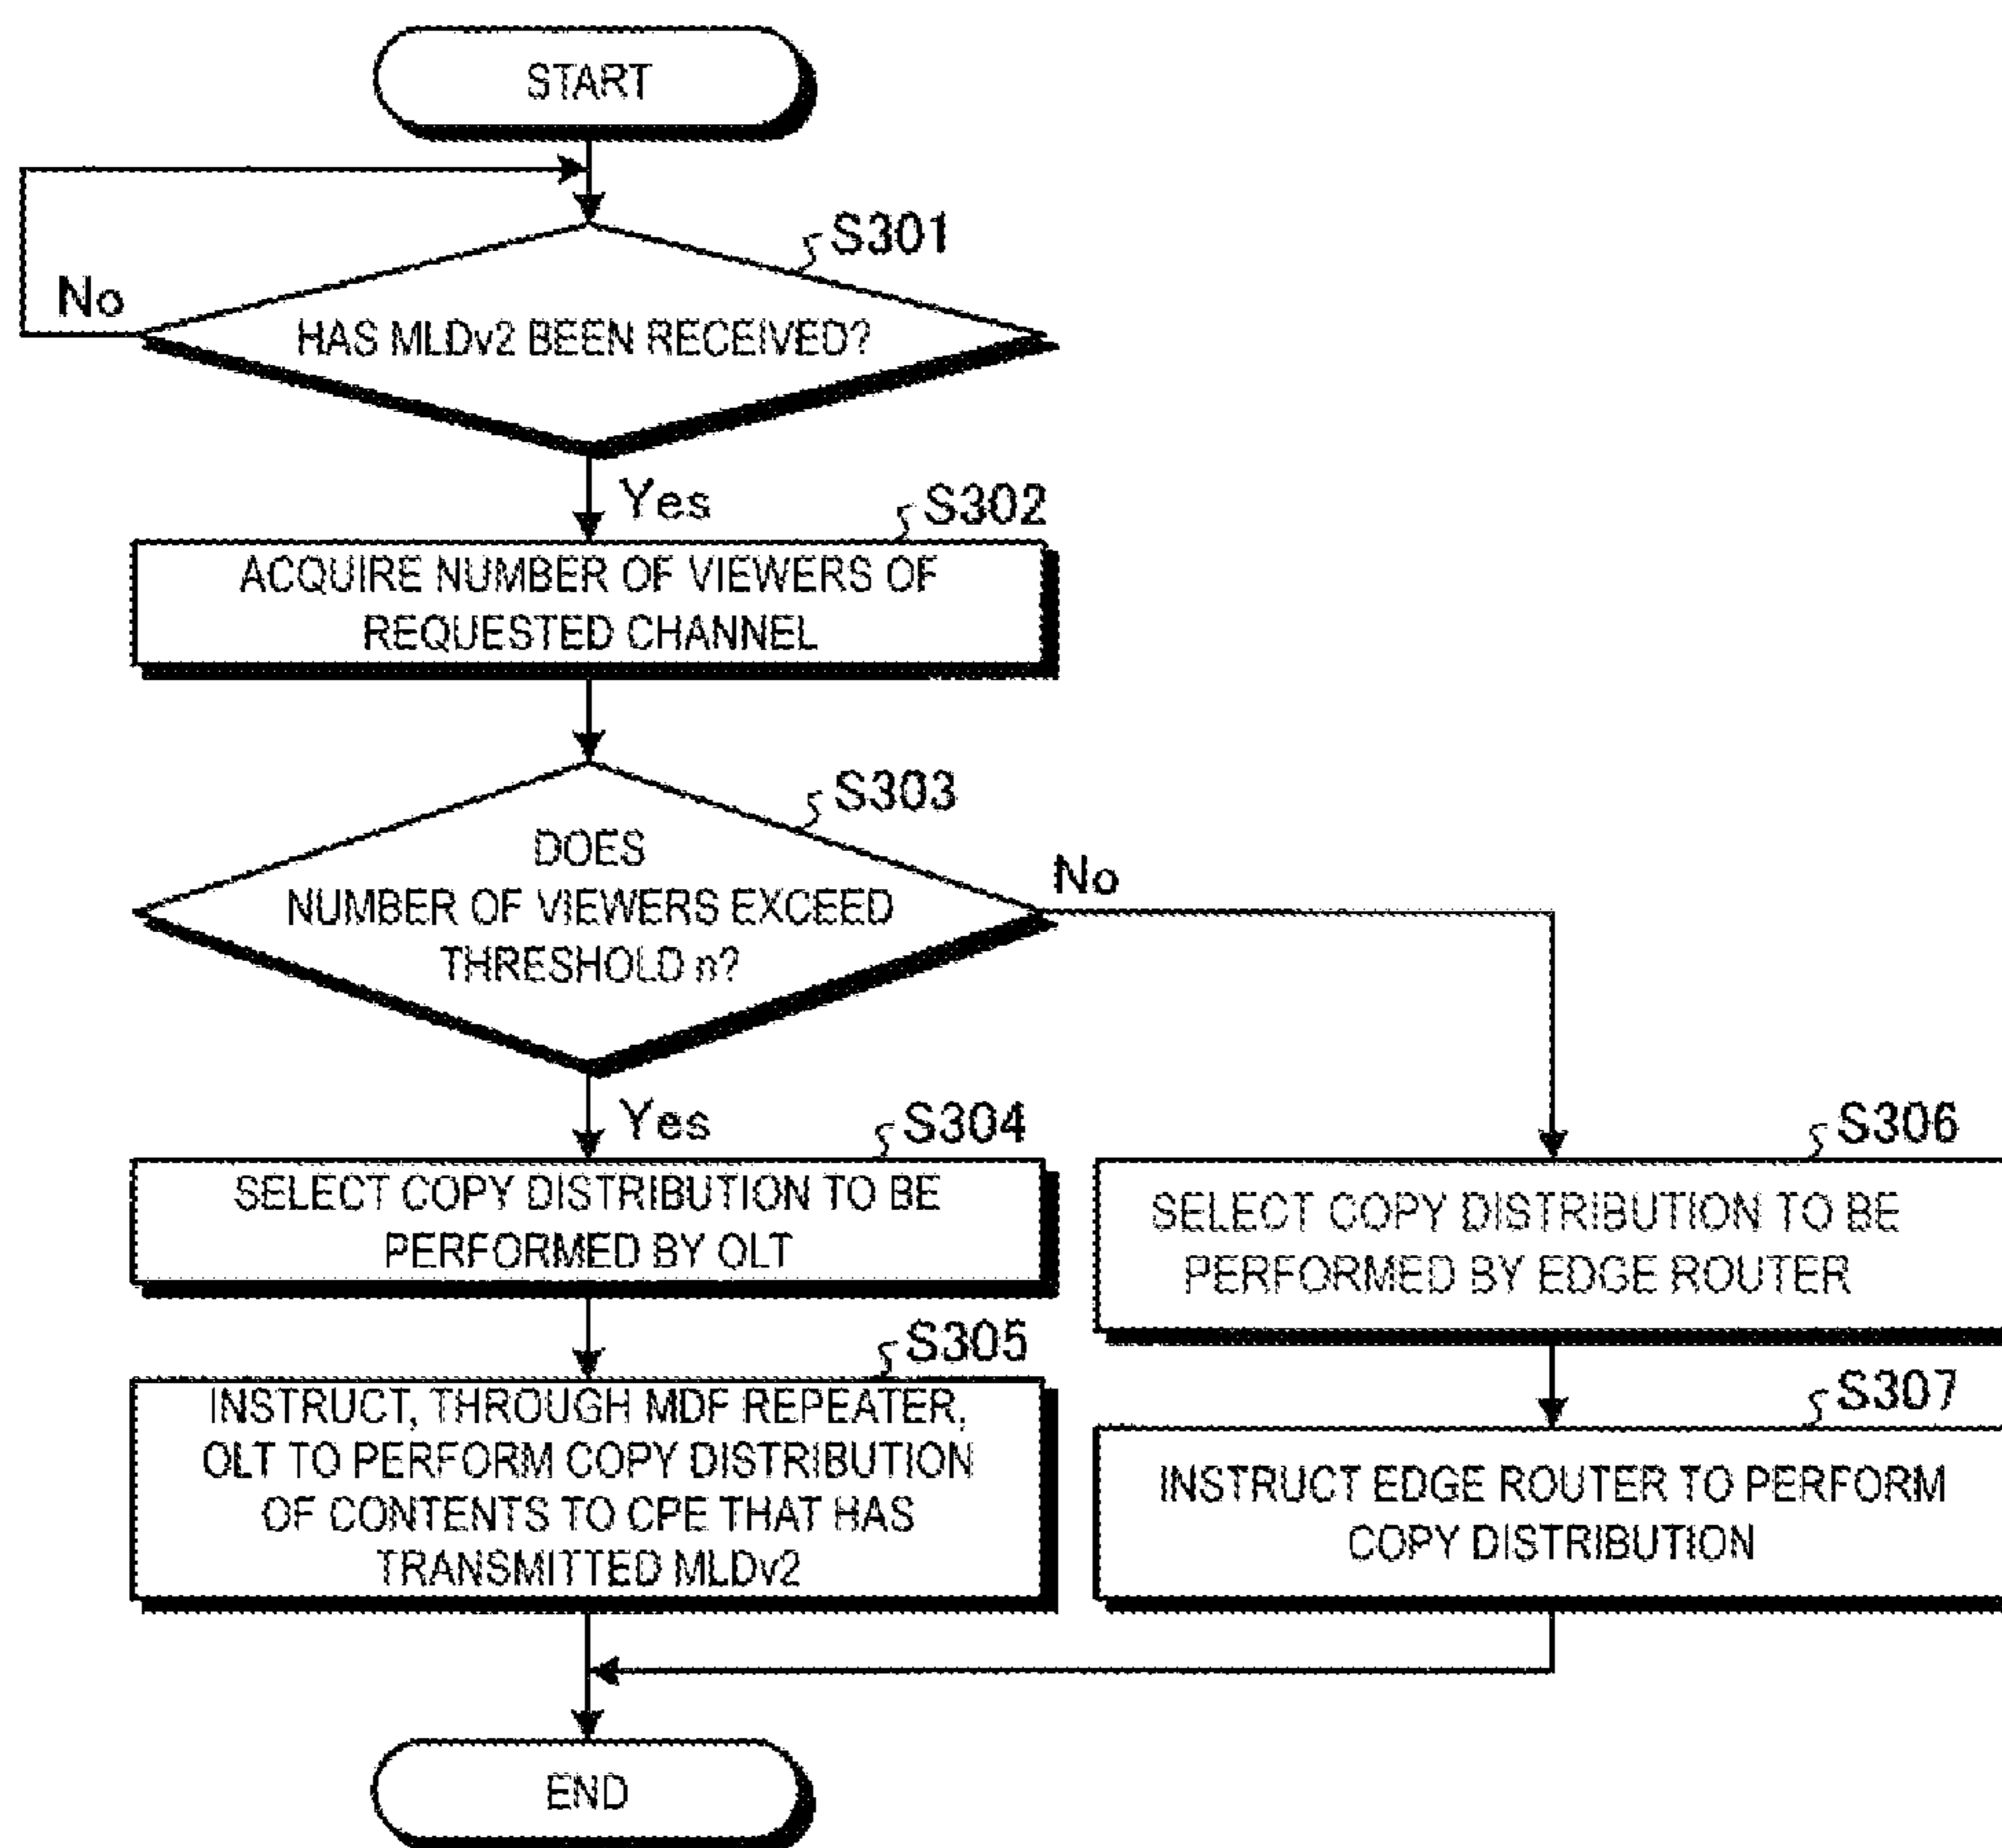 START
S301
No
HAS MLDv2 BEEN RECEIVED?
Yes
S302
ACQUIRE NUMBER OF VIEWERS OF
REQUESTED CHANNEL
S303
DOES
NUMBER OF VIEWERS EXCEED
THRESHOLD n?
No
Yes
S304
SELECT COPY DISTRIBUTION TO BE
PERFORMED BY OLT
S305
INSTRUCT, THROUGH MDF REPEATER,
OLT TO PERFORM COPY DISTRIBUTION
OF CONTENTS TO CPE THAT HAS
TRANSMITTED MLDv2
S306
SELECT COPY DISTRIBUTION TO BE
PERFORMED BY EDGE ROUTER
S307
INSTRUCT EDGE ROUTER TO PERFORM
COPY DISTRIBUTION
END